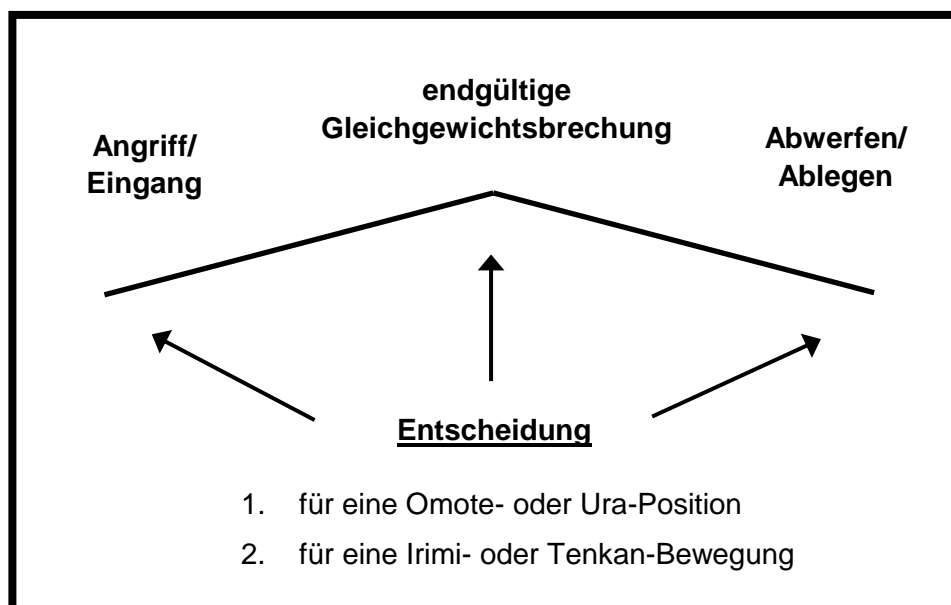 endgültige
Gleichgewichtsbrechung
Angriff/
Eingang
Abwerfen/
Ablegen
Entscheidung
1. für eine Omote- oder Ura-Position
2. für eine Irimi- oder Tenkan-Bewegung